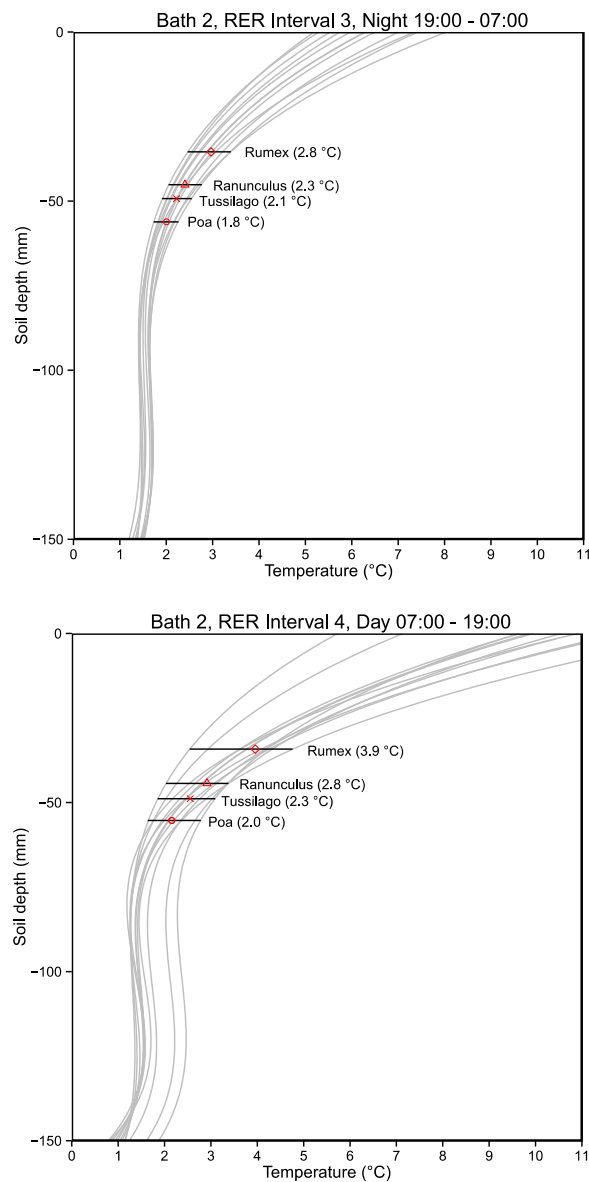 Bath 2, RER Interval 3, Night 19:00 - 07:00
0
Rumex (2.8 °C)
Ranunculus (2.3 °C)
−50
Tussilago (2.1 °C)
Poa (1.8 °C)
Soil depth (mm)
−100
−150
0 1 2 3 4 5 6 7 8 9 10 11
Temperature (°C)
Bath 2, RER Interval 4, Day 07:00 - 19:00
0
Rumex (3.9 °C)
Ranunculus (2.8 °C)
−50
Tussilago (2.3 °C)
Poa (2.0 °C)
Soil depth (mm)
−100
−150
0 1 2 3 4 5 6 7 8 9 10 11
Temperature (°C)